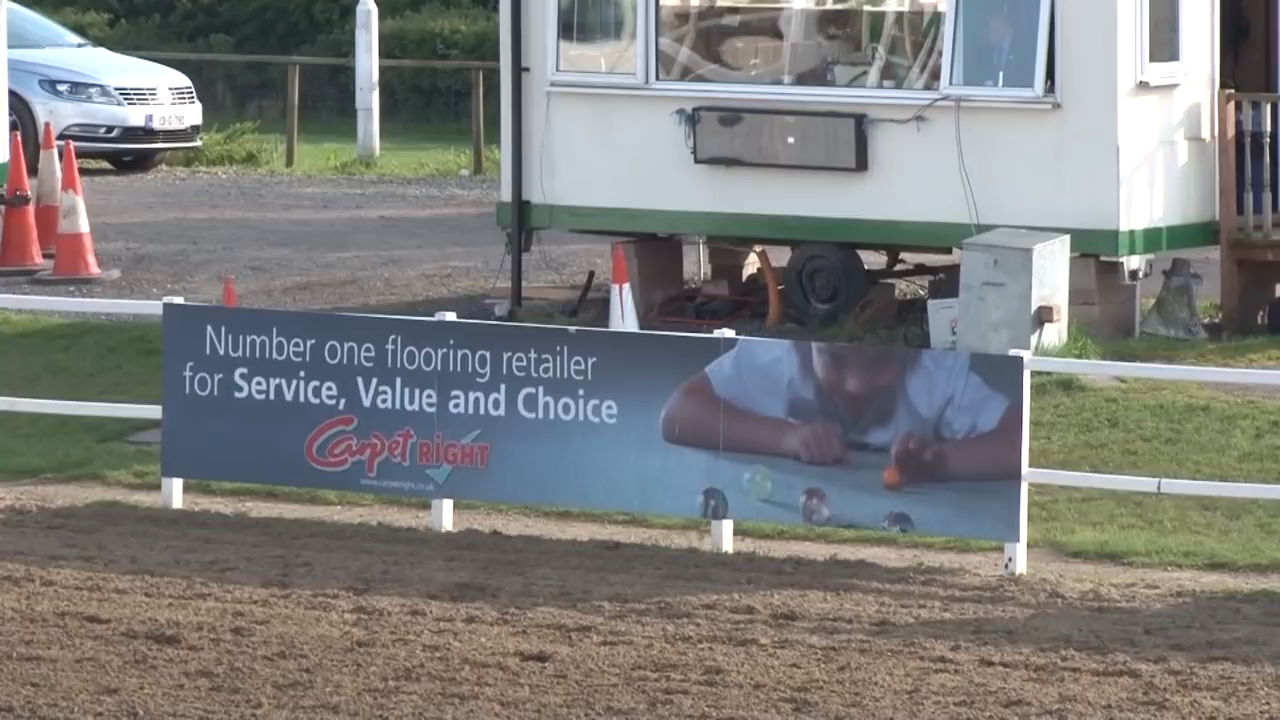 Number one flooring retailer
for Service, Value and Choice
Carpet RIGHT
www.carpetright.co.uk